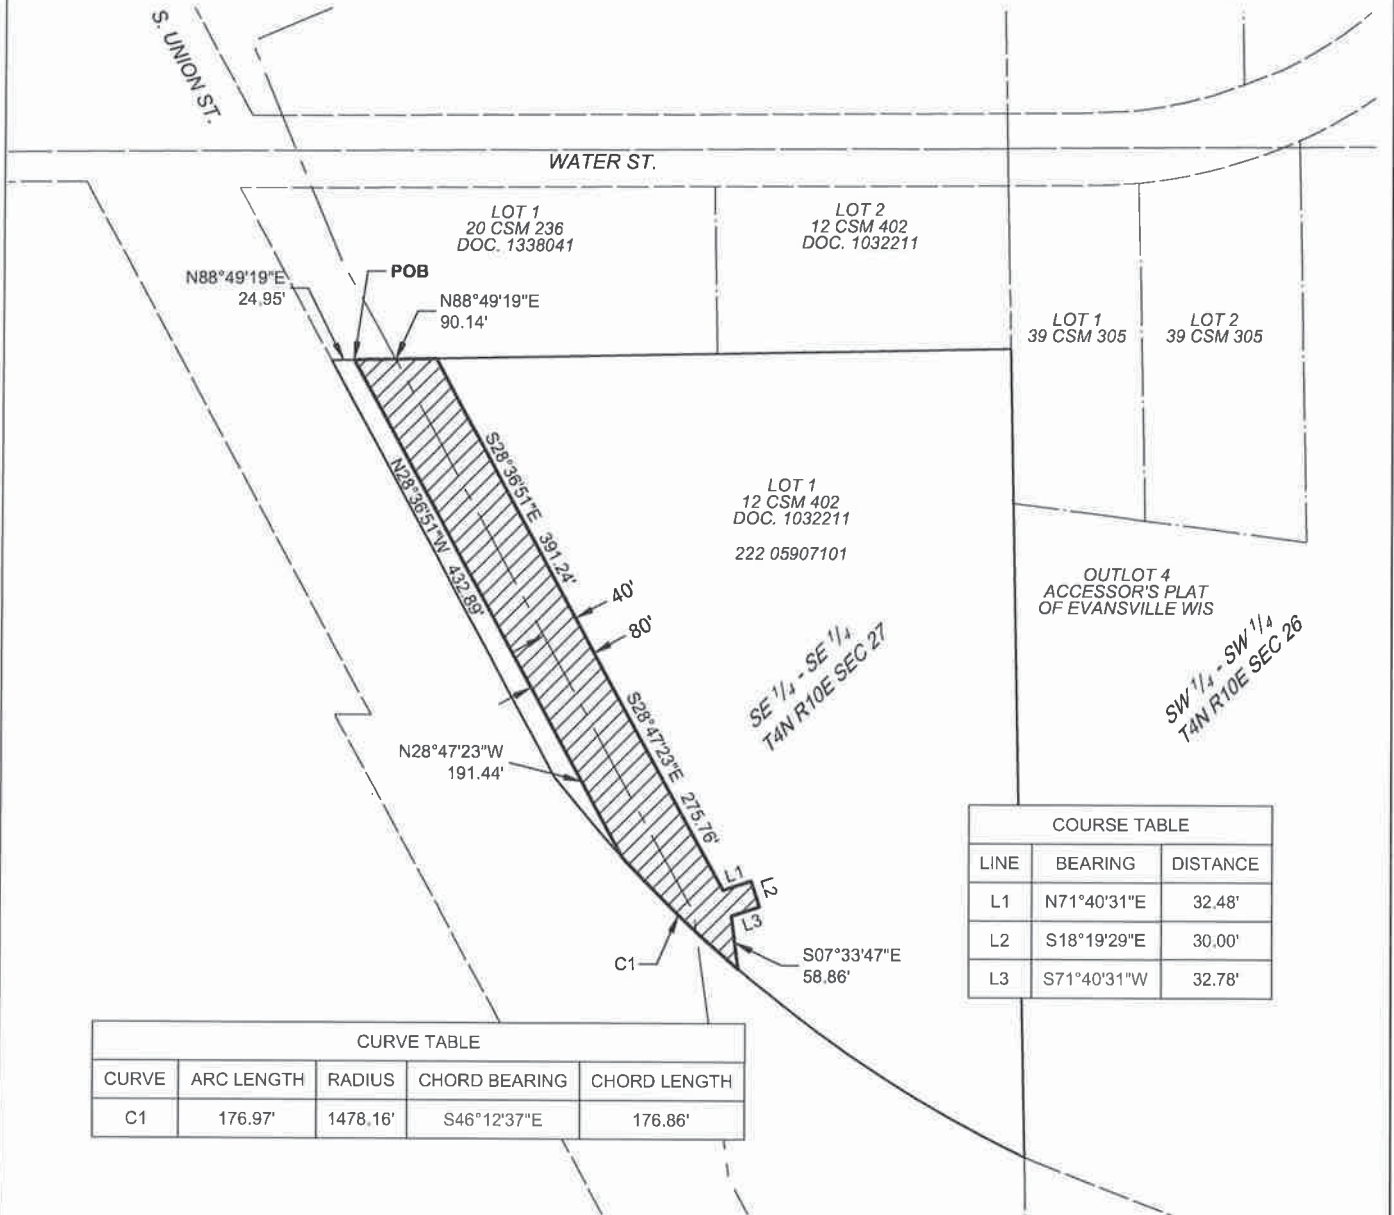 S. UNION ST.
WATER ST.
LOT 1
20 CSM 236
DOC. 1338041
LOT 2
12 CSM 402
DOC. 1032211
N88°49'19"E
24.95'
POB
N88°49'19"E
90.14'
LOT 1
39 CSM 305
LOT 2
39 CSM 305
S28°36'51"E 391.24'
N28°36'51"W 432.89'
LOT 1
12 CSM 402
DOC. 1032211
222 05907101
40'
80'
OUTLOT 4
ACCESSOR'S PLAT
OF EVANSVILLE WIS
SE 1/4 - SE 1/4
T4N R10E SEC 27
SW 1/4 - SW 1/4
T4N R10E SEC 26
S28°47'23"E 275.76'
N28°47'23"W
191.44'
L1
L2
L3
C1
S07°33'47"E
58.86'
COURSE TABLE
LINE BEARING DISTANCE
L1 N71°40'31"E 32.48'
L2 S18°19'29"E 30.00'
L3 S71°40'31"W 32.78'
CURVE TABLE
CURVE ARC LENGTH RADIUS CHORD BEARING CHORD LENGTH
C1 176.97' 1478.16' S46°12'37"E 176.86'